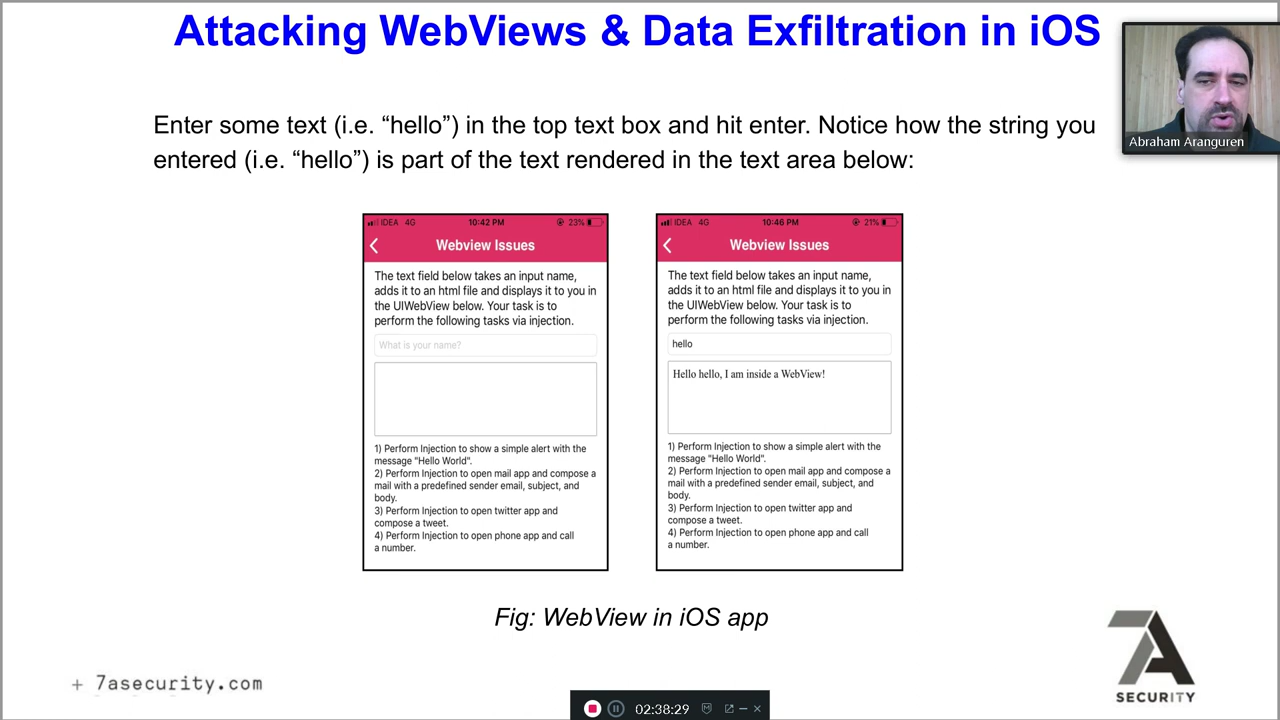 Attacking WebViews & Data Exfiltration in iOS
Abraham Aranguren
Enter some text (i.e. “hello”) in the top text box and hit enter. Notice how the string you
entered (i.e. “hello”) is part of the text rendered in the text area below:
IDEA 4G 10:42 PM 23%
Webview Issues
The text field below takes an input name,
adds it to an html file and displays it to you in
the UIWebView below. Your task is to
perform the following tasks via injection.
What is your name?
1) Perform Injection to show a simple alert with the
message "Hello World".
2) Perform Injection to open mail app and compose a
mail with a predefined sender email, subject, and
body.
3) Perform Injection to open twitter app and
compose a tweet.
4) Perform Injection to open phone app and call
a number.
IDEA 4G 10:46 PM 21%
Webview Issues
The text field below takes an input name,
adds it to an html file and displays it to you in
the UIWebView below. Your task is to
perform the following tasks via injection.
hello
Hello hello, I am inside a WebView!
1) Perform Injection to show a simple alert with the
message "Hello World".
2) Perform Injection to open mail app and compose a
mail with a predefined sender email, subject, and
body.
3) Perform Injection to open twitter app and
compose a tweet.
4) Perform Injection to open phone app and call
a number.
Fig: WebView in iOS app
+ 7asecurity.com
7A
SECURITY
02:38:29